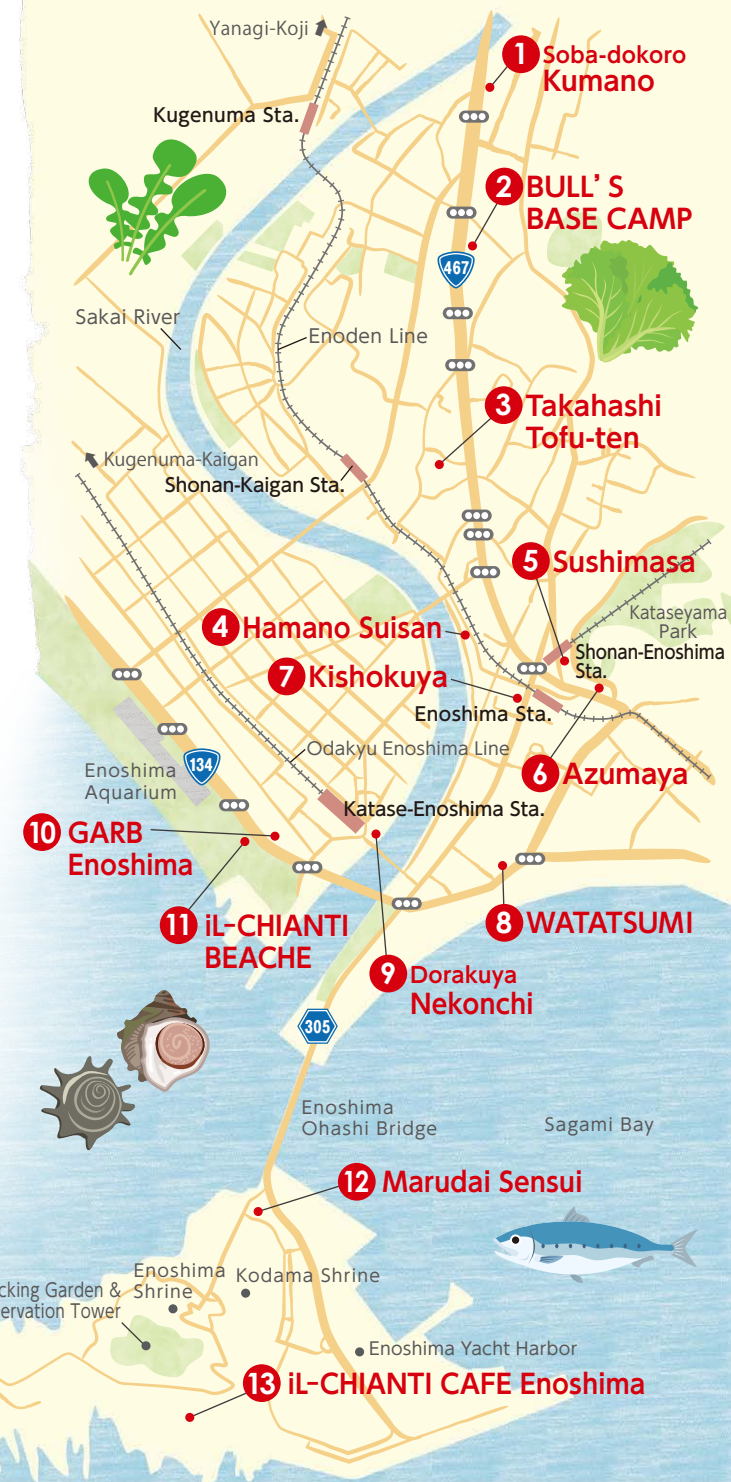 Yanagi-Koji
1 Soba-dokoro
Kumano
Kugenuma Sta.
2 BULL'S
BASE CAMP
467
Sakai River
Enoden Line
3 Takahashi
Tofu-ten
Kugenuma-Kaigan
Shonan-Kaigan Sta.
5 Sushimasa
4 Hamano Suisan
Kataseyama
Park
Shonan-Enoshima
Sta.
7 Kishokuya
Enoshima Sta.
Odakyu Enoshima Line
134
Enoshima
Aquarium
6 Azumaya
Katase-Enoshima Sta.
10 GARB
Enoshima
11 iL-CHIANTI
BEACHE
8 WATATSUMI
9 Dorakuya
Nekonchi
305
Enoshima
Ohashi Bridge
Sagami Bay
12 Marudai Sensui
Enoshima
Shrine
Kodama Shrine
cking Garden &
ervation Tower
Enoshima Yacht Harbor
13 iL-CHIANTI CAFE Enoshima